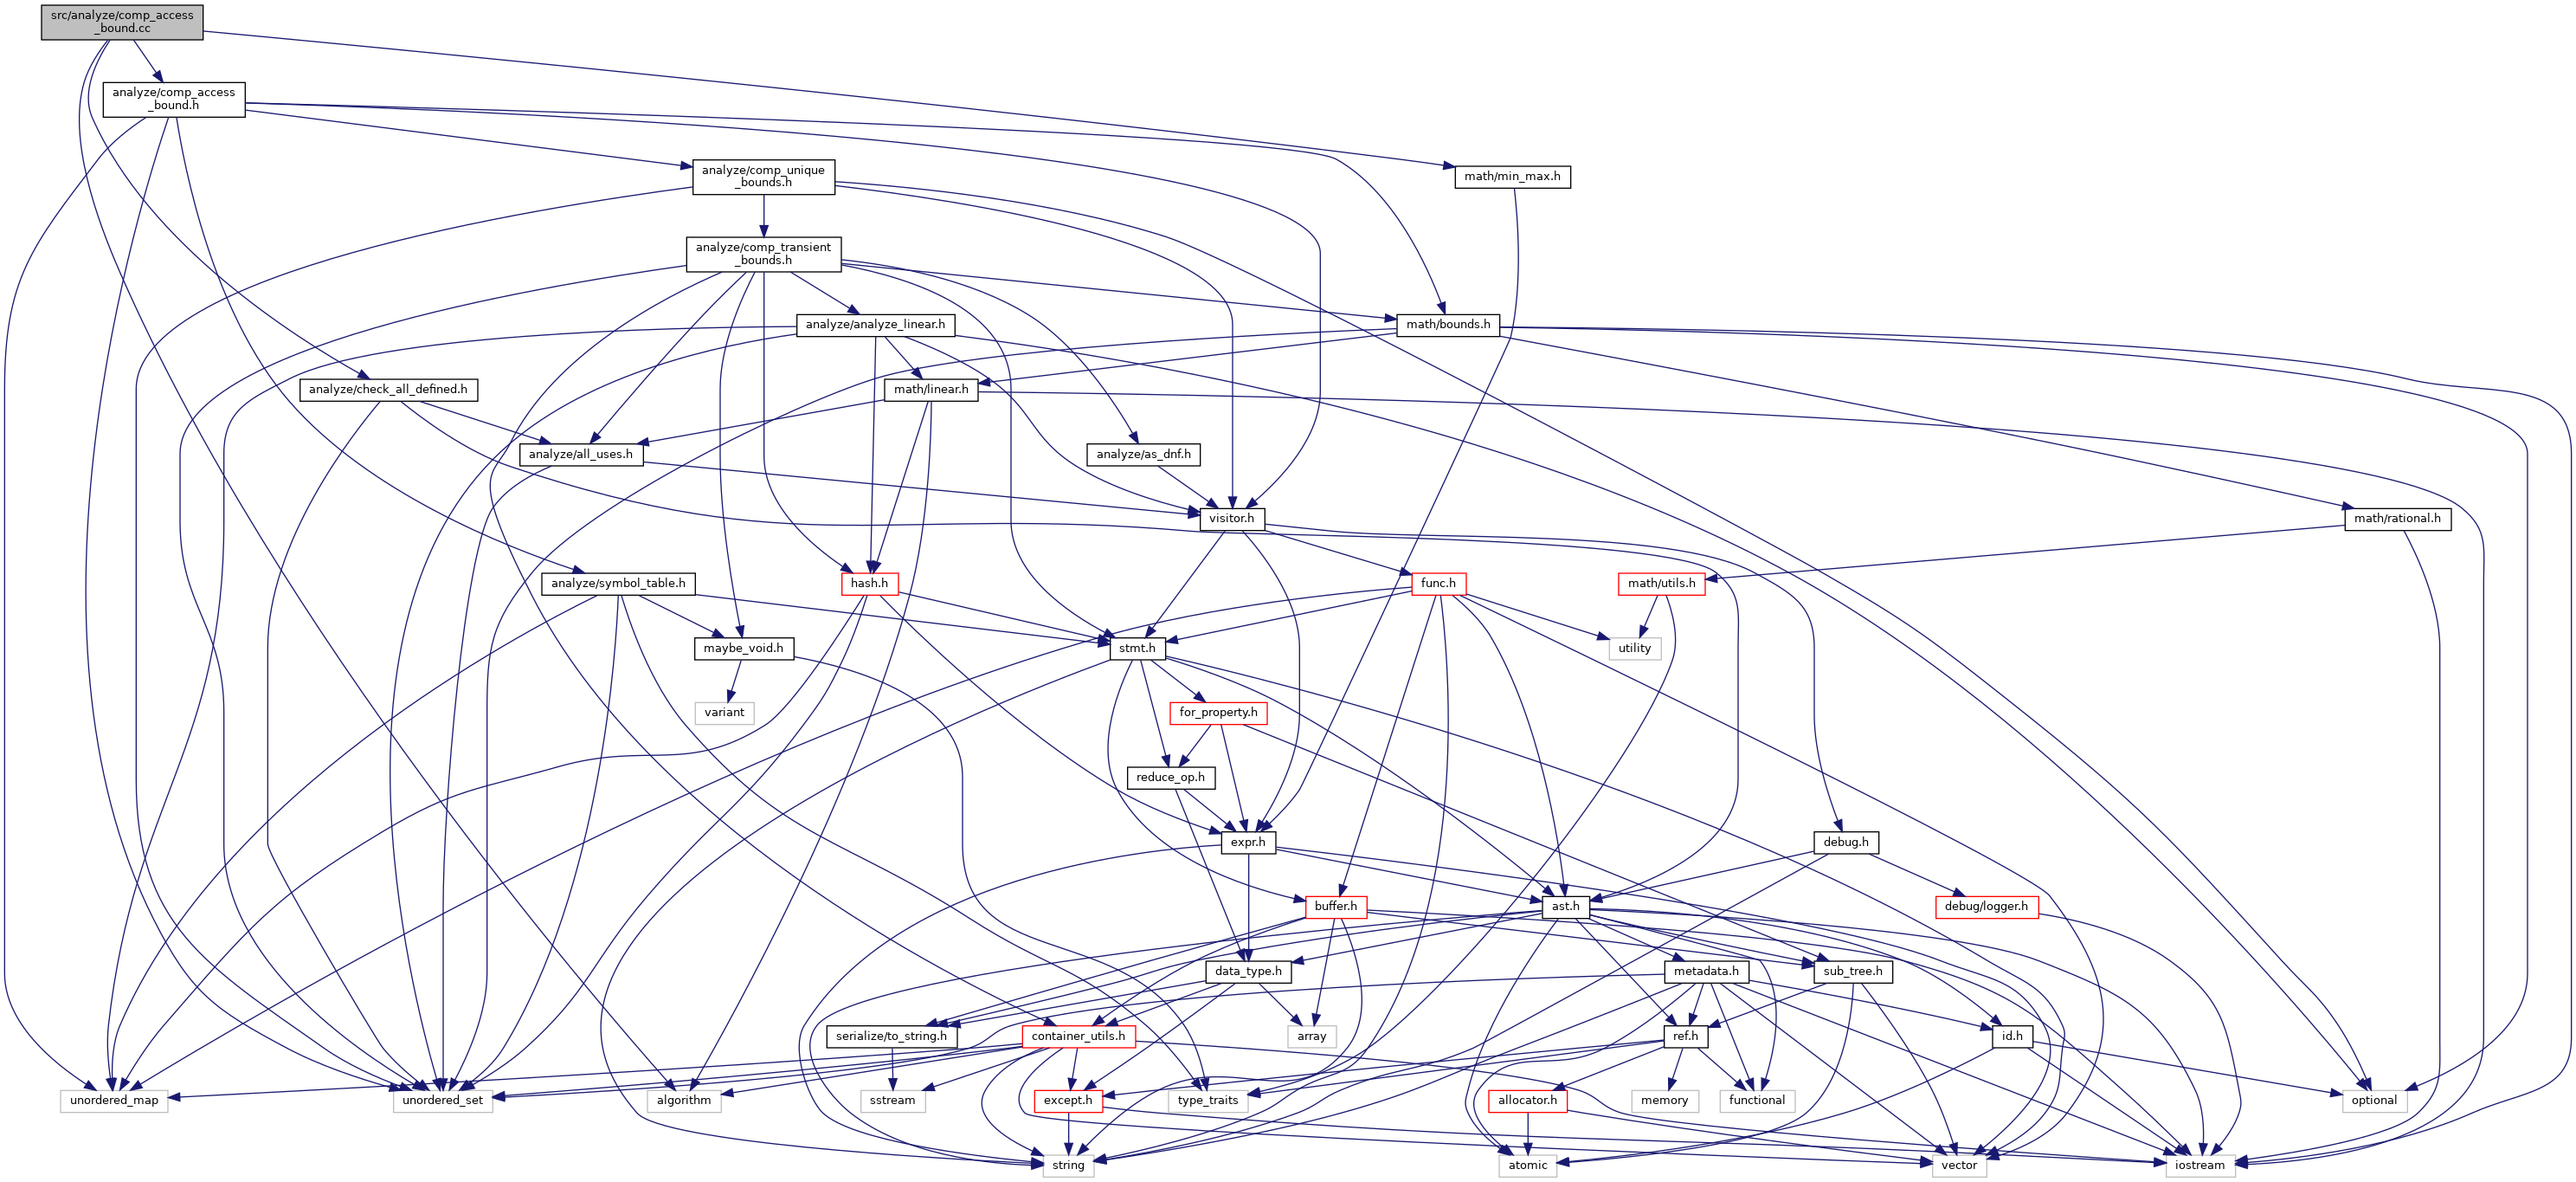 src/analyze/comp_access
_bound.cc
analyze/comp_access
_bound.h
analyze/comp_unique
_bounds.h
math/min_max.h
analyze/comp_transient
_bounds.h
analyze/analyze_linear.h
math/bounds.h
analyze/check_all_defined.h
math/linear.h
analyze/all_uses.h
analyze/as_dnf.h
visitor.h
math/rational.h
analyze/symbol_table.h
hash.h
func.h
math/utils.h
maybe_void.h
stmt.h
utility
variant
for_property.h
reduce_op.h
expr.h
debug.h
buffer.h
ast.h
debug/logger.h
data_type.h
metadata.h
sub_tree.h
serialize/to_string.h
container_utils.h
array
ref.h
id.h
unordered_map
unordered_set
algorithm
sstream
except.h
type_traits
allocator.h
memory
functional
optional
string
atomic
vector
iostream